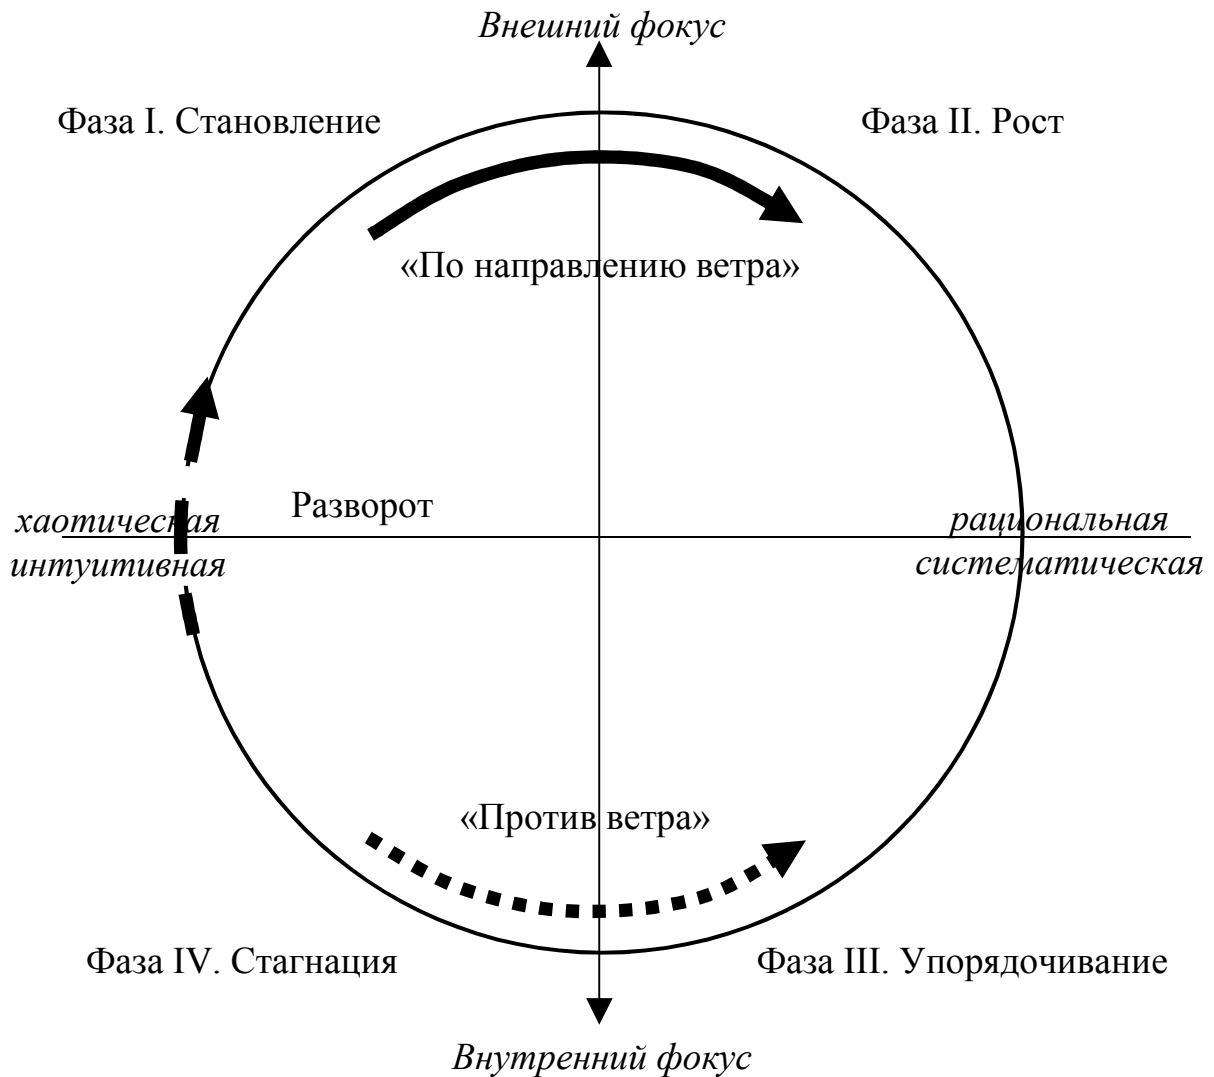 Внешний фокус
Фаза I. Становление
Фаза II. Рост
«По направлению ветра»
Разворот
хаотическая
интуитивная
рациональная
систематическая
«Против ветра»
Фаза IV. Стагнация
Фаза III. Упорядочивание
Внутренний фокус